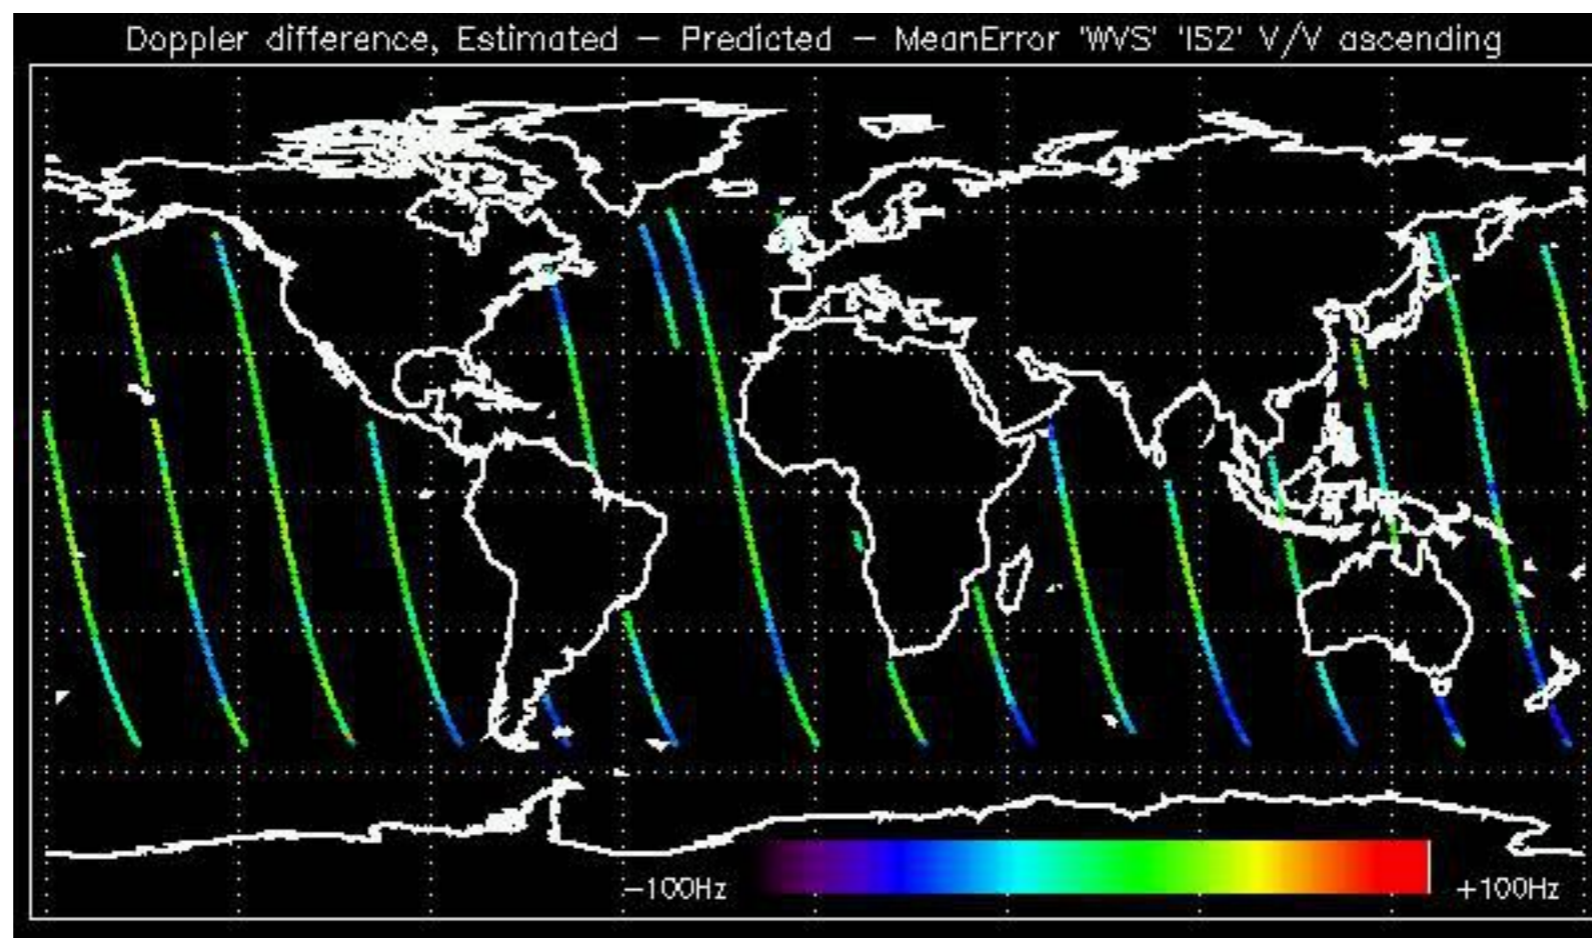 Doppler difference, Estimated – Predicted – MeanError 'WVS' 'IS2' V/V ascending
–100Hz +100Hz